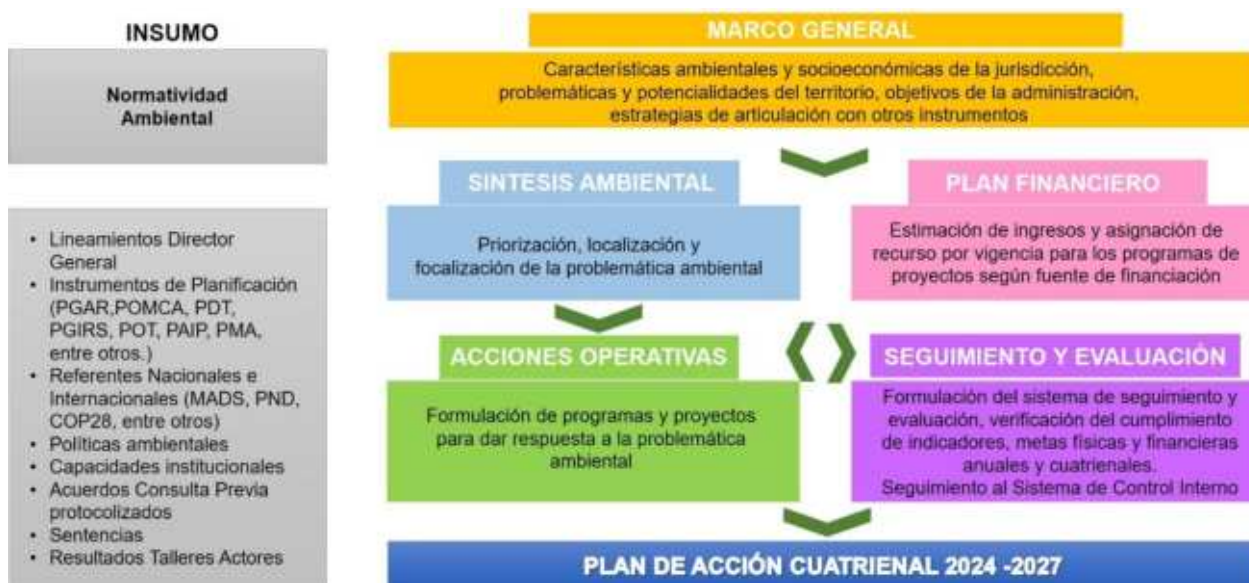 INSUMO
Normatividad
Ambiental
• Lineamientos Director
General
• Instrumentos de Planificación
(PGAR,POMCA, PDT,
PGIRS, POT, PAIP, PMA,
entre otros.)
• Referentes Nacionales e
Internacionales (MADS, PND,
COP28, entre otros)
• Políticas ambientales
• Capacidades institucionales
• Acuerdos Consulta Previa
protocolizados
• Sentencias
• Resultados Talleres Actores
MARCO GENERAL
Características ambientales y socioeconómicas de la jurisdicción,
problemáticas y potencialidades del territorio, objetivos de la administración,
estrategias de articulación con otros instrumentos
SINTESIS AMBIENTAL
Priorización, localización y
focalización de la problemática ambiental
PLAN FINANCIERO
Estimación de ingresos y asignación de
recurso por vigencia para los programas de
proyectos según fuente de financiación
ACCIONES OPERATIVAS
Formulación de programas y proyectos
para dar respuesta a la problemática
ambiental
SEGUIMIENTO Y EVALUACIÓN
Formulación del sistema de seguimiento y
evaluación, verificación del cumplimiento
de indicadores, metas físicas y financieras
anuales y cuatrienales.
Seguimiento al Sistema de Control Interno
PLAN DE ACCIÓN CUATRIENAL 2024 -2027